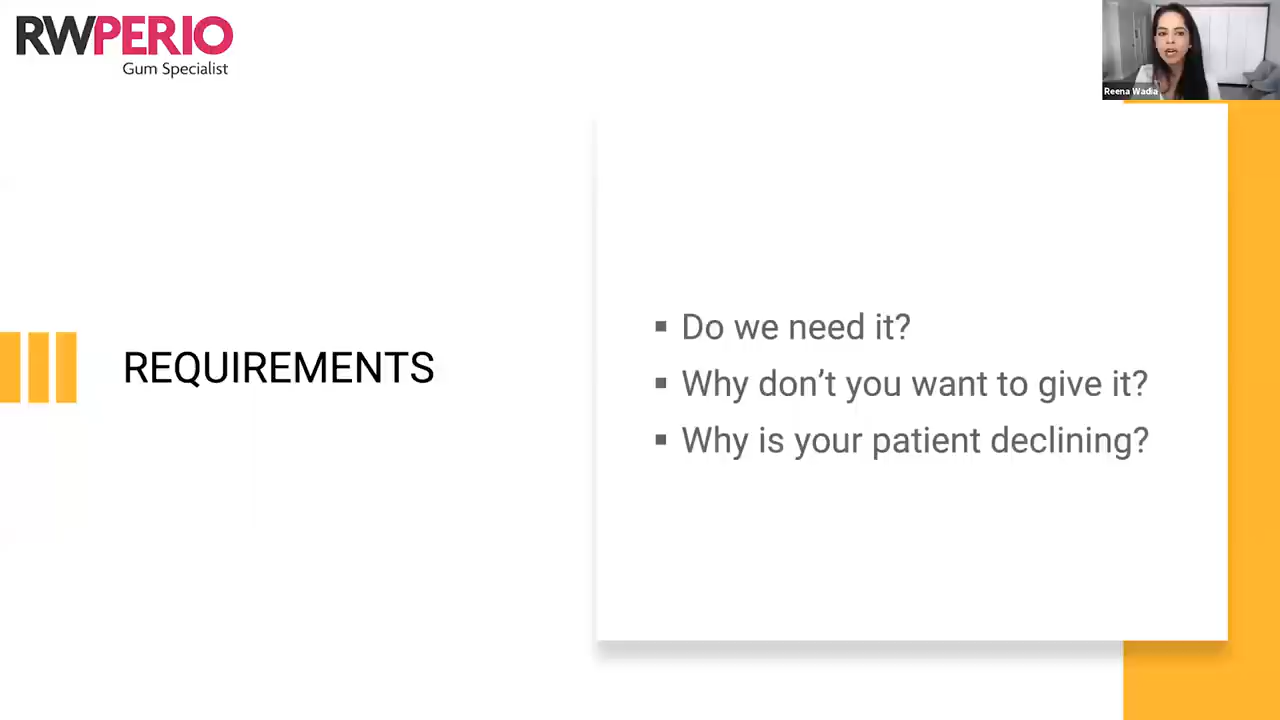 RWPERIO
Gum Specialist
Reena Wadia
REQUIREMENTS
▪ Do we need it?
▪ Why don't you want to give it?
▪ Why is your patient declining?